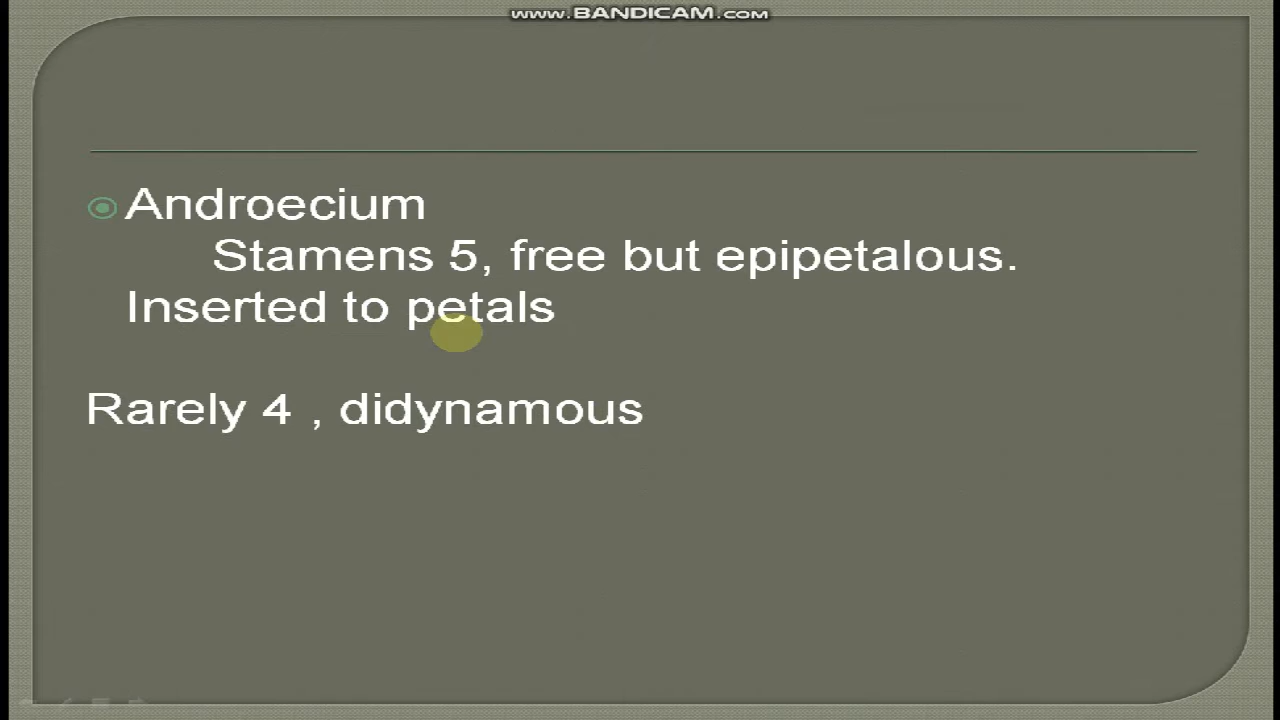 www.BANDICAM.com
Androecium
Stamens 5, free but epipetalous.
Inserted to petals
Rarely 4 , didynamous